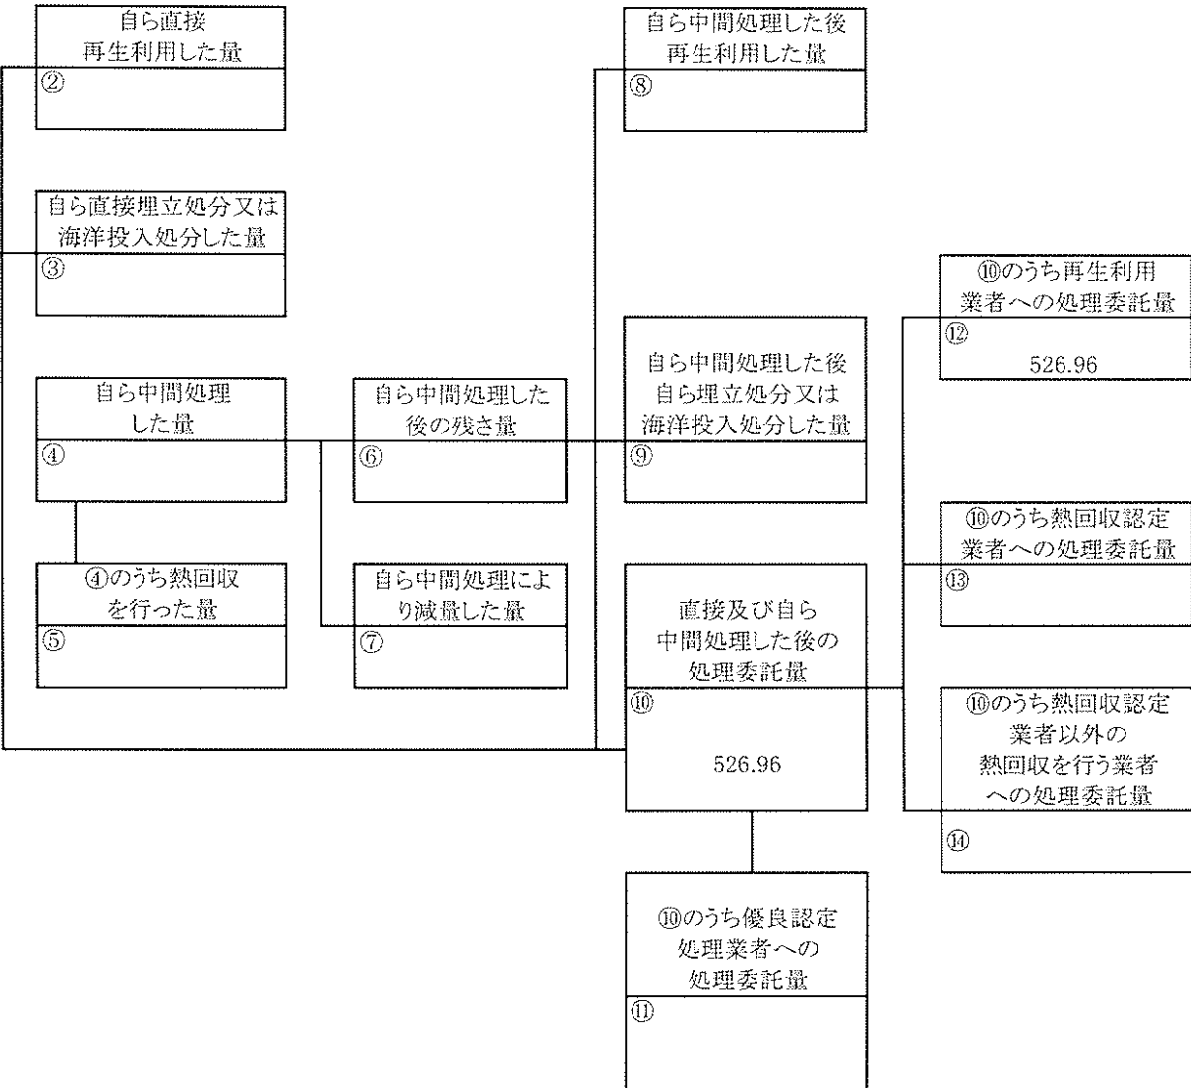 自ら直接
再生利用した量
②
自ら直接埋立処分又は
海洋投入処分した量
③
自ら中間処理
した量
④
④のうち熱回収
を行った量
⑤
自ら中間処理した
後の残さ量
⑥
自ら中間処理によ
り減量した量
⑦
自ら中間処理した後
再生利用した量
⑧
自ら中間処理した後
自ら埋立処分又は
海洋投入処分した量
⑨
直接及び自ら
中間処理した後の
処理委託量
⑩
526.96
⑩のうち優良認定
処理業者への
処理委託量
⑪
⑩のうち再生利用
業者への処理委託量
⑫
526.96
⑩のうち熱回収認定
業者への処理委託量
⑬
⑩のうち熱回収認定
業者以外の
熱回収を行う業者
への処理委託量
⑭